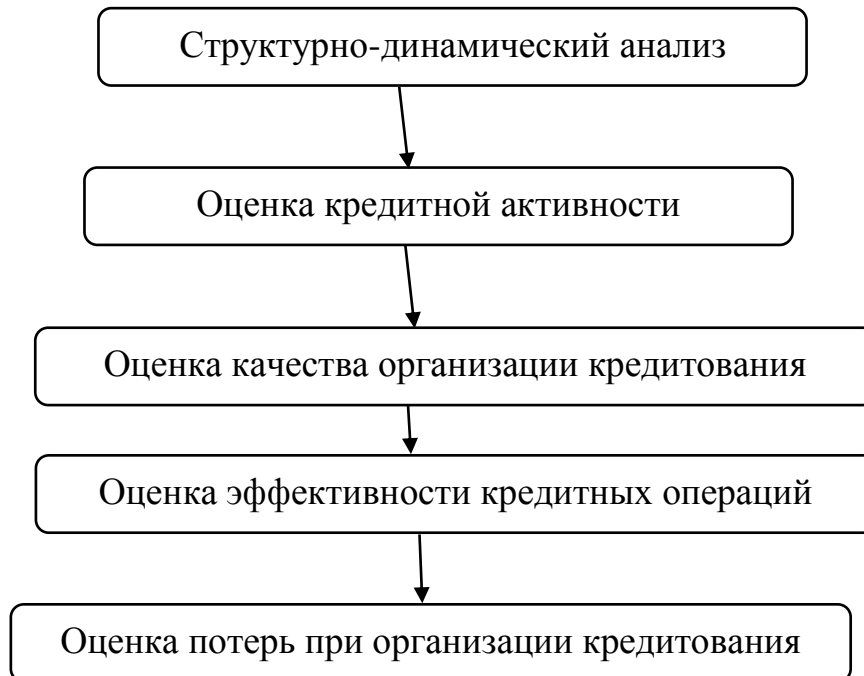 Структурно-динамический анализ
Оценка кредитной активности
Оценка качества организации кредитования
Оценка эффективности кредитных операций
Оценка потерь при организации кредитования